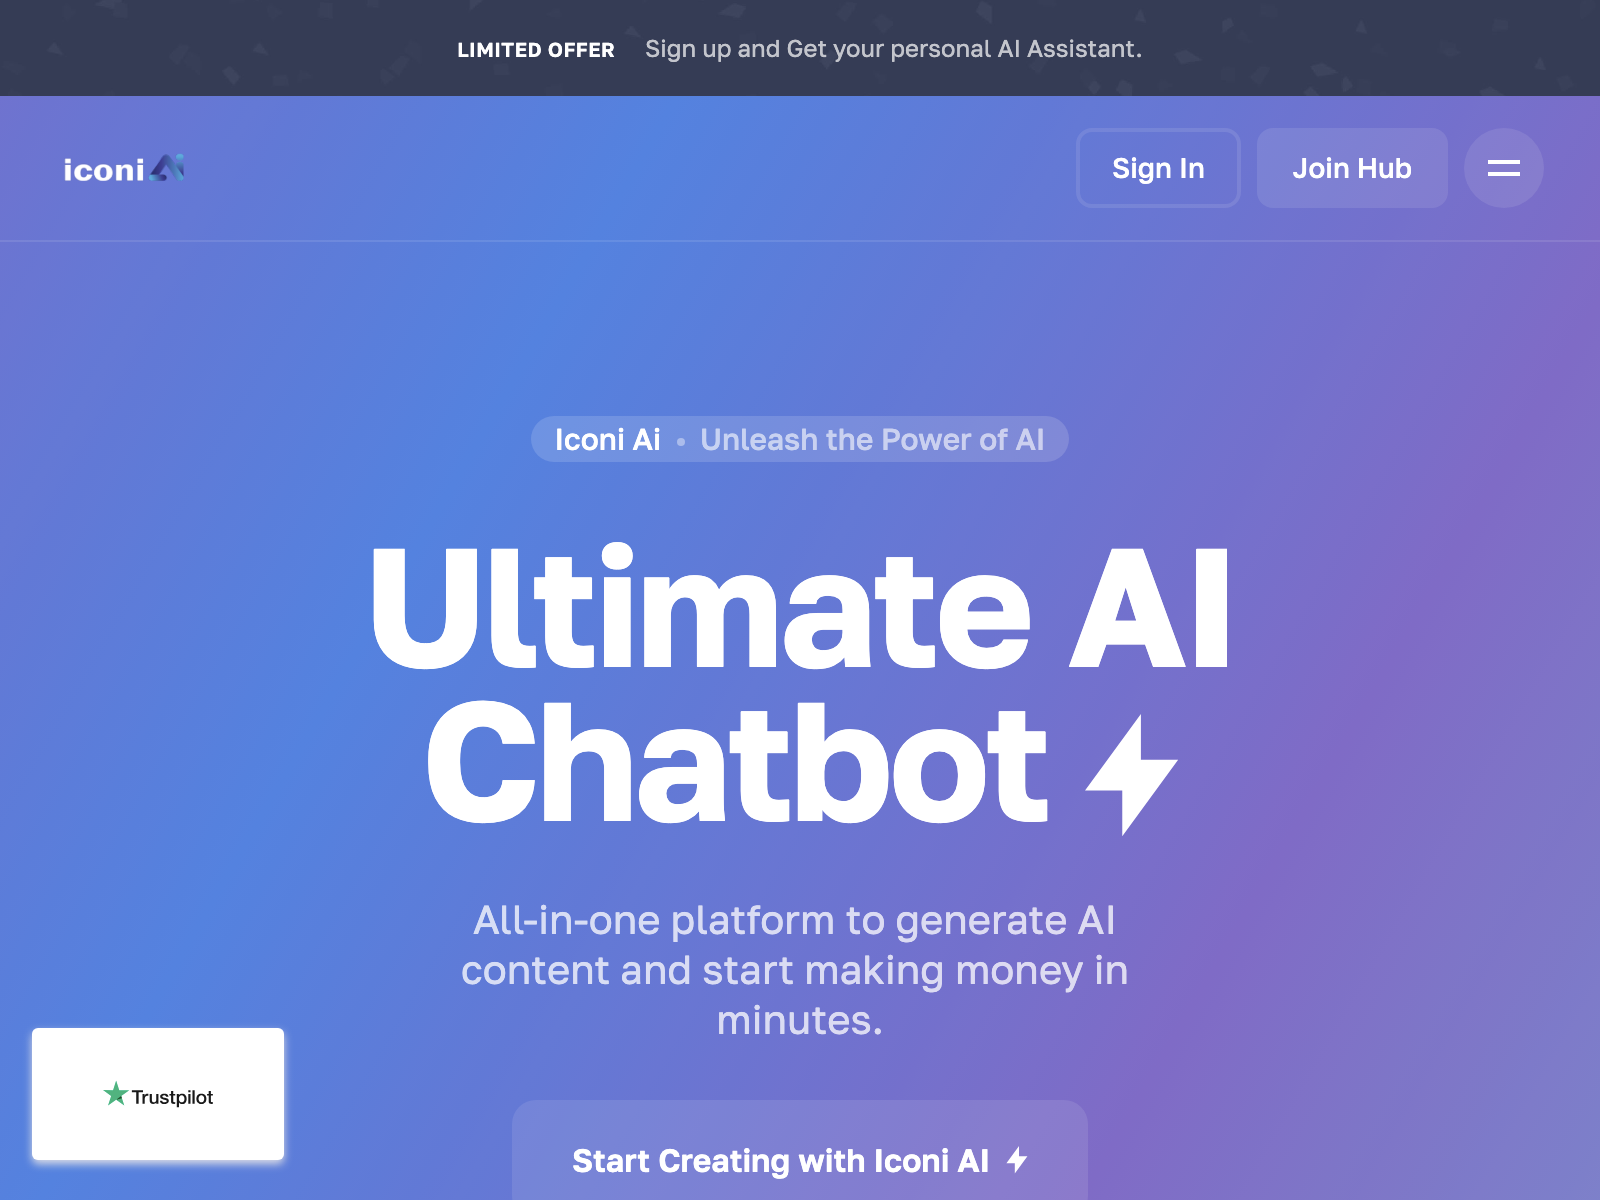 LIMITED OFFER Sign up and Get your personal AI Assistant.
iconi Ai
Sign In
Join Hub
Iconi Ai • Unleash the Power of AI
Ultimate AI
Chatbot
All-in-one platform to generate AI
content and start making money in
minutes.
Trustpilot
Start Creating with Iconi AI